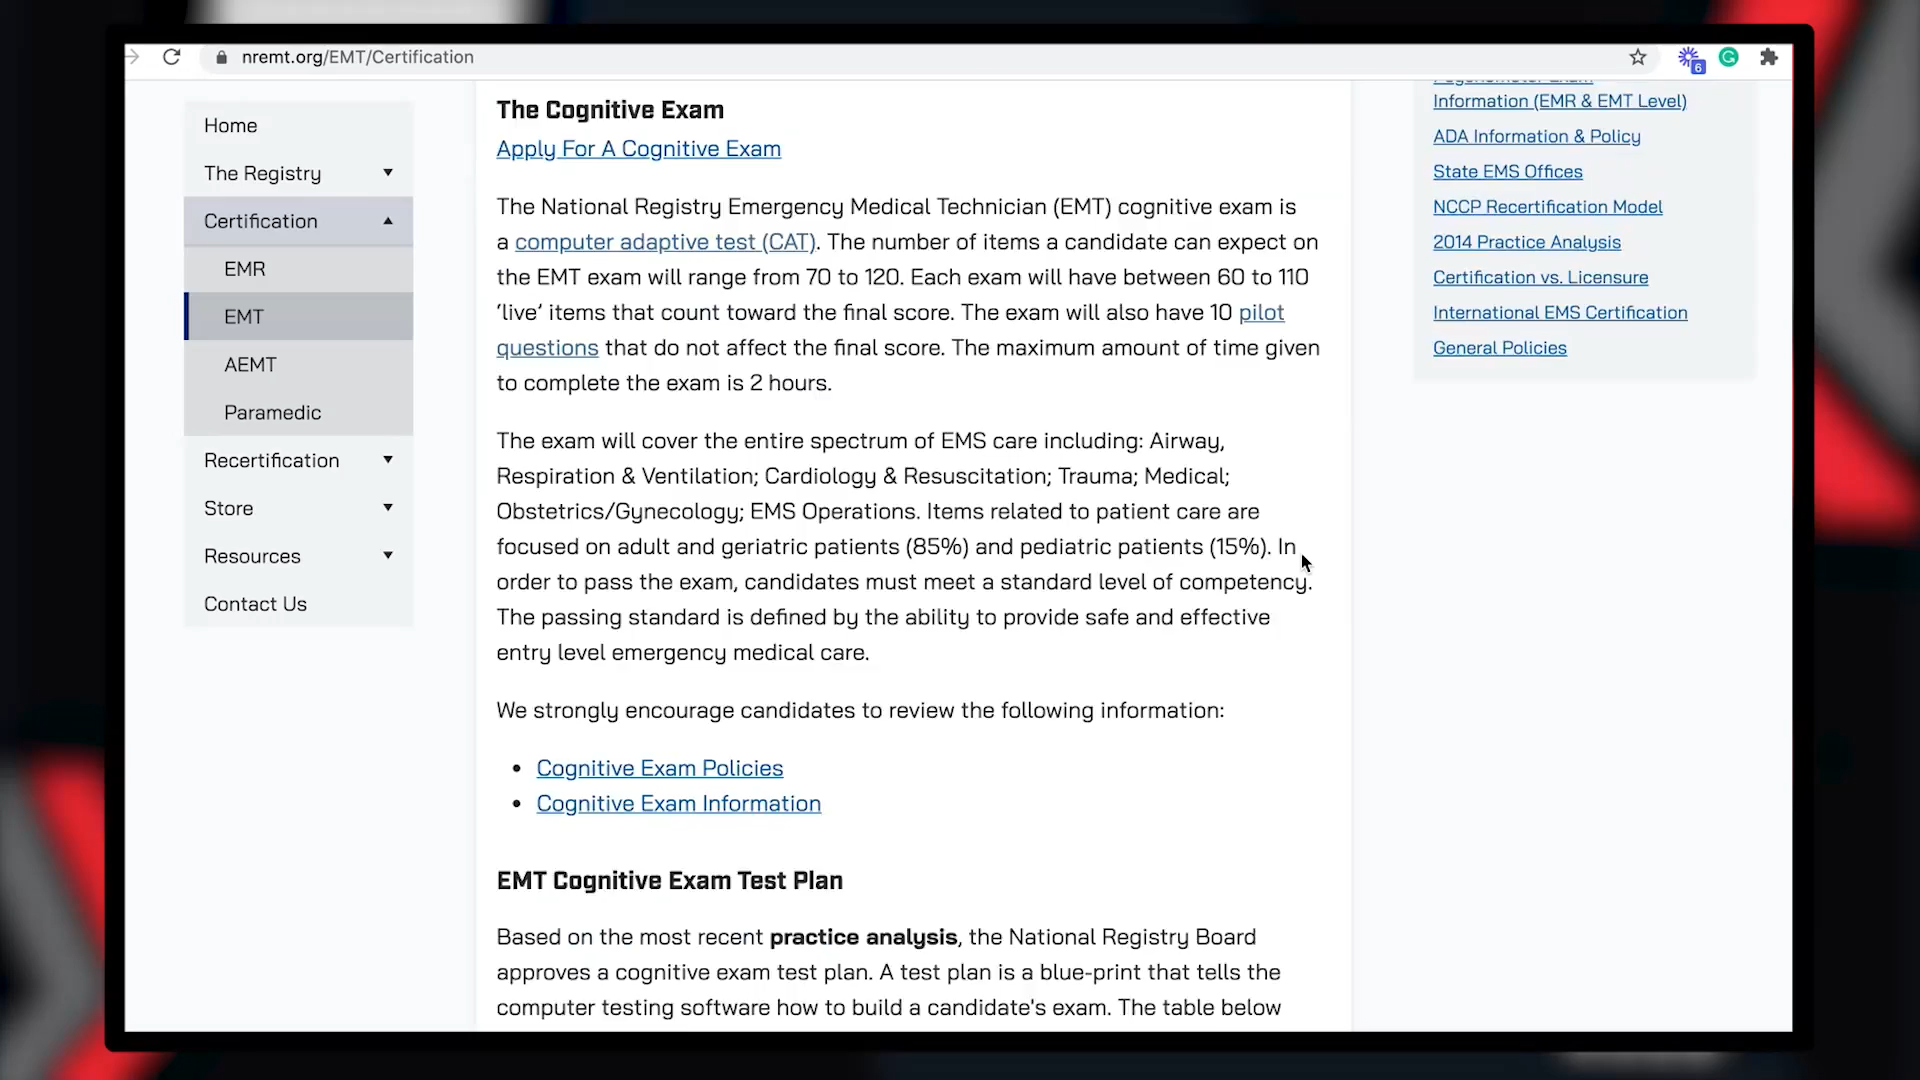 nremt.org/EMT/Certification
6
Home
The Registry
Certification
EMR
EMT
AEMT
Paramedic
Recertification
Store
Resources
Contact Us
The Cognitive Exam
Apply For A Cognitive Exam
The National Registry Emergency Medical Technician (EMT) cognitive exam is
a computer adaptive test (CAT). The number of items a candidate can expect on
the EMT exam will range from 70 to 120. Each exam will have between 60 to 110
‘live’ items that count toward the final score. The exam will also have 10 pilot
questions that do not affect the final score. The maximum amount of time given
to complete the exam is 2 hours.
The exam will cover the entire spectrum of EMS care including: Airway,
Respiration & Ventilation; Cardiology & Resuscitation; Trauma; Medical;
Obstetrics/Gynecology; EMS Operations. Items related to patient care are
focused on adult and geriatric patients (85%) and pediatric patients (15%). In
order to pass the exam, candidates must meet a standard level of competency.
The passing standard is defined by the ability to provide safe and effective
entry level emergency medical care.
We strongly encourage candidates to review the following information:
• Cognitive Exam Policies
• Cognitive Exam Information
EMT Cognitive Exam Test Plan
Based on the most recent practice analysis, the National Registry Board
approves a cognitive exam test plan. A test plan is a blue-print that tells the
computer testing software how to build a candidate's exam. The table below
Information (EMR & EMT Level)
ADA Information & Policy
State EMS Offices
NCCP Recertification Model
2014 Practice Analysis
Certification vs. Licensure
International EMS Certification
General Policies